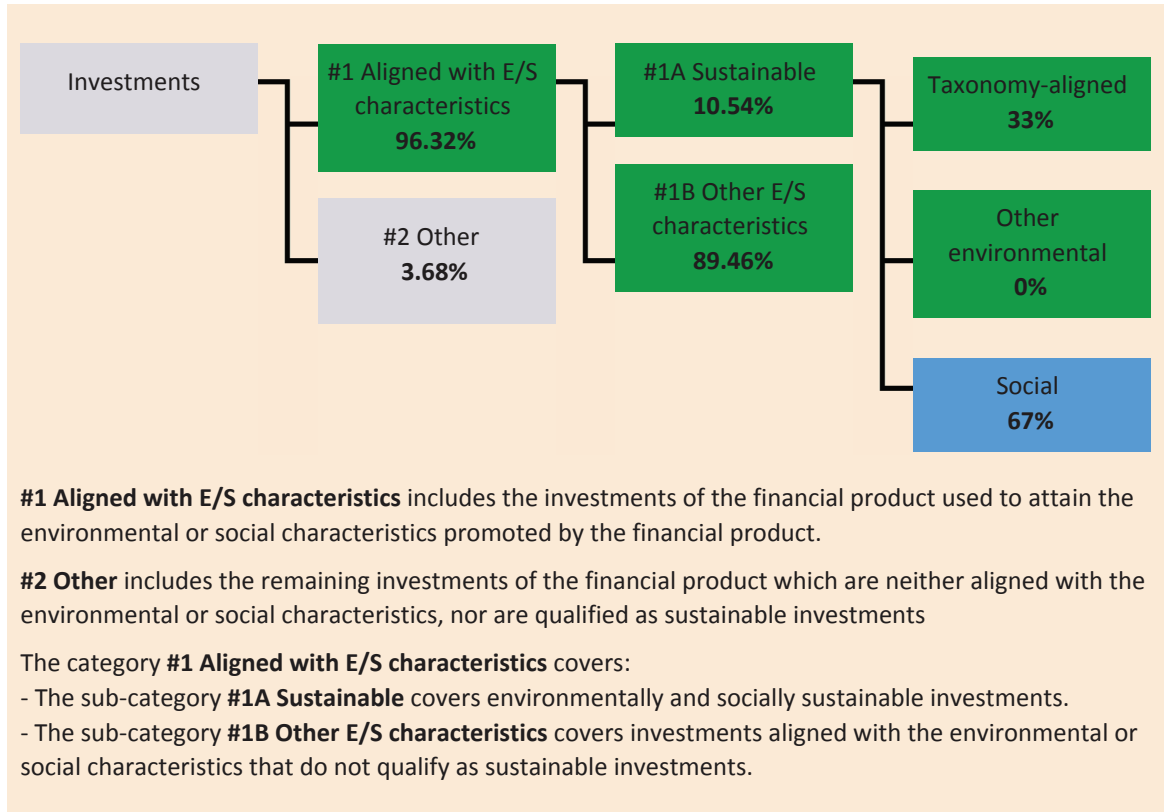 Investments
#1 Aligned with E/S
characteristics
96.32%
#2 Other
3.68%
#1A Sustainable
10.54%
#1B Other E/S
characteristics
89.46%
Taxonomy-aligned
33%
Other
environmental
0%
Social
67%
#1 Aligned with E/S characteristics includes the investments of the financial product used to attain the
environmental or social characteristics promoted by the financial product.
#2 Other includes the remaining investments of the financial product which are neither aligned with the
environmental or social characteristics, nor are qualified as sustainable investments
The category #1 Aligned with E/S characteristics covers:
- The sub-category #1A Sustainable covers environmentally and socially sustainable investments.
- The sub-category #1B Other E/S characteristics covers investments aligned with the environmental or
social characteristics that do not qualify as sustainable investments.